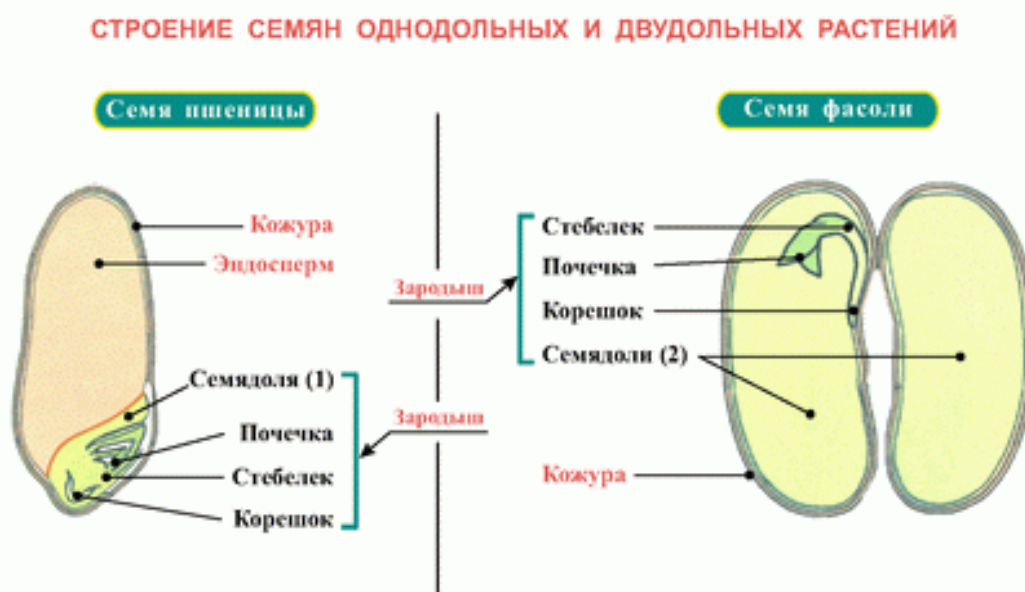 СТРОЕНИЕ СЕМЯН ОДНОДОЛЬНЫХ И ДВУДОЛЬНЫХ РАСТЕНИЙ
Семя пшеницы
Кожура
Эндосперм
Зародыш
Семядоля (1)
Почечка
Стебелек
Корешок
Зародыш
Семя фасоли
Стебелек
Почечка
Корешок
Семядоли (2)
Кожура